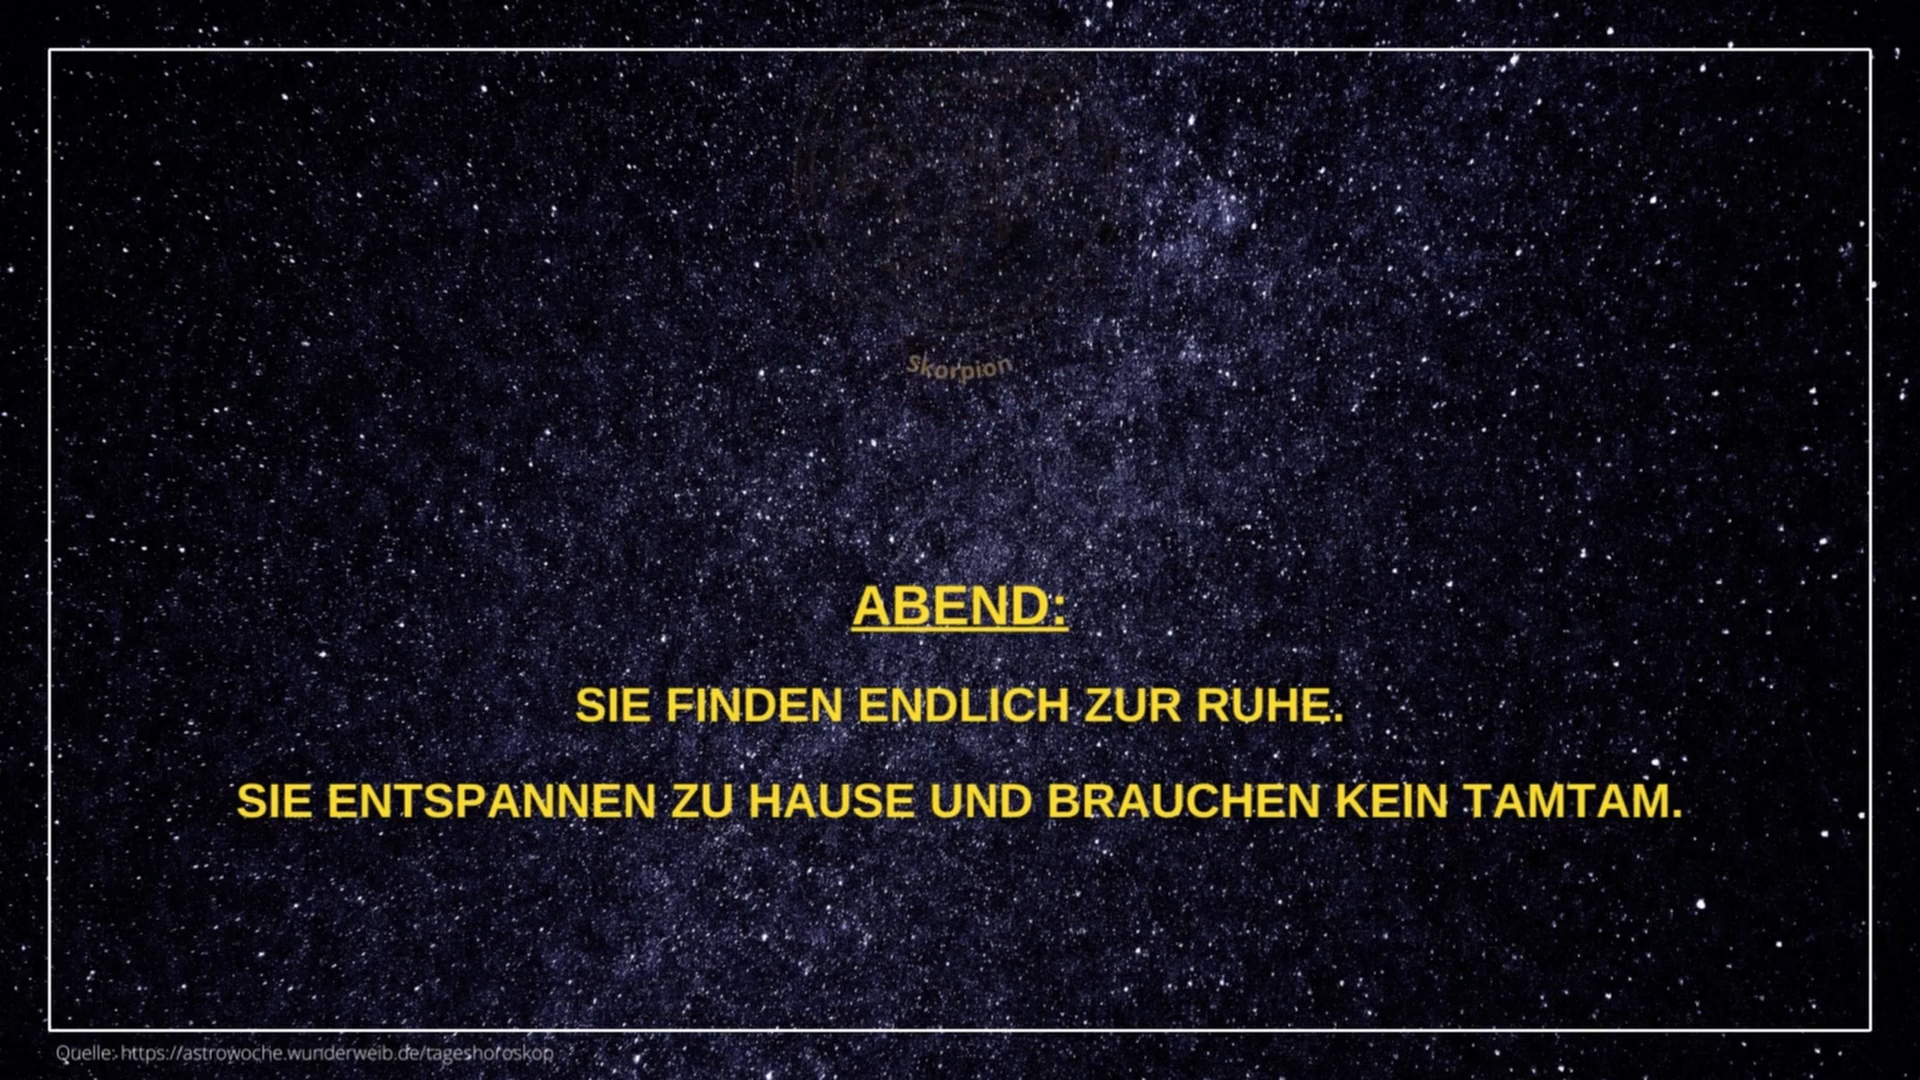 skorpion
ABEND:
SIE FINDEN ENDLICH ZUR RUHE.
SIE ENTSPANNEN ZU HAUSE UND BRAUCHEN KEIN TAMTAM.
Quelle: https://astrowoche.wunderweib.de/tageshoroskop